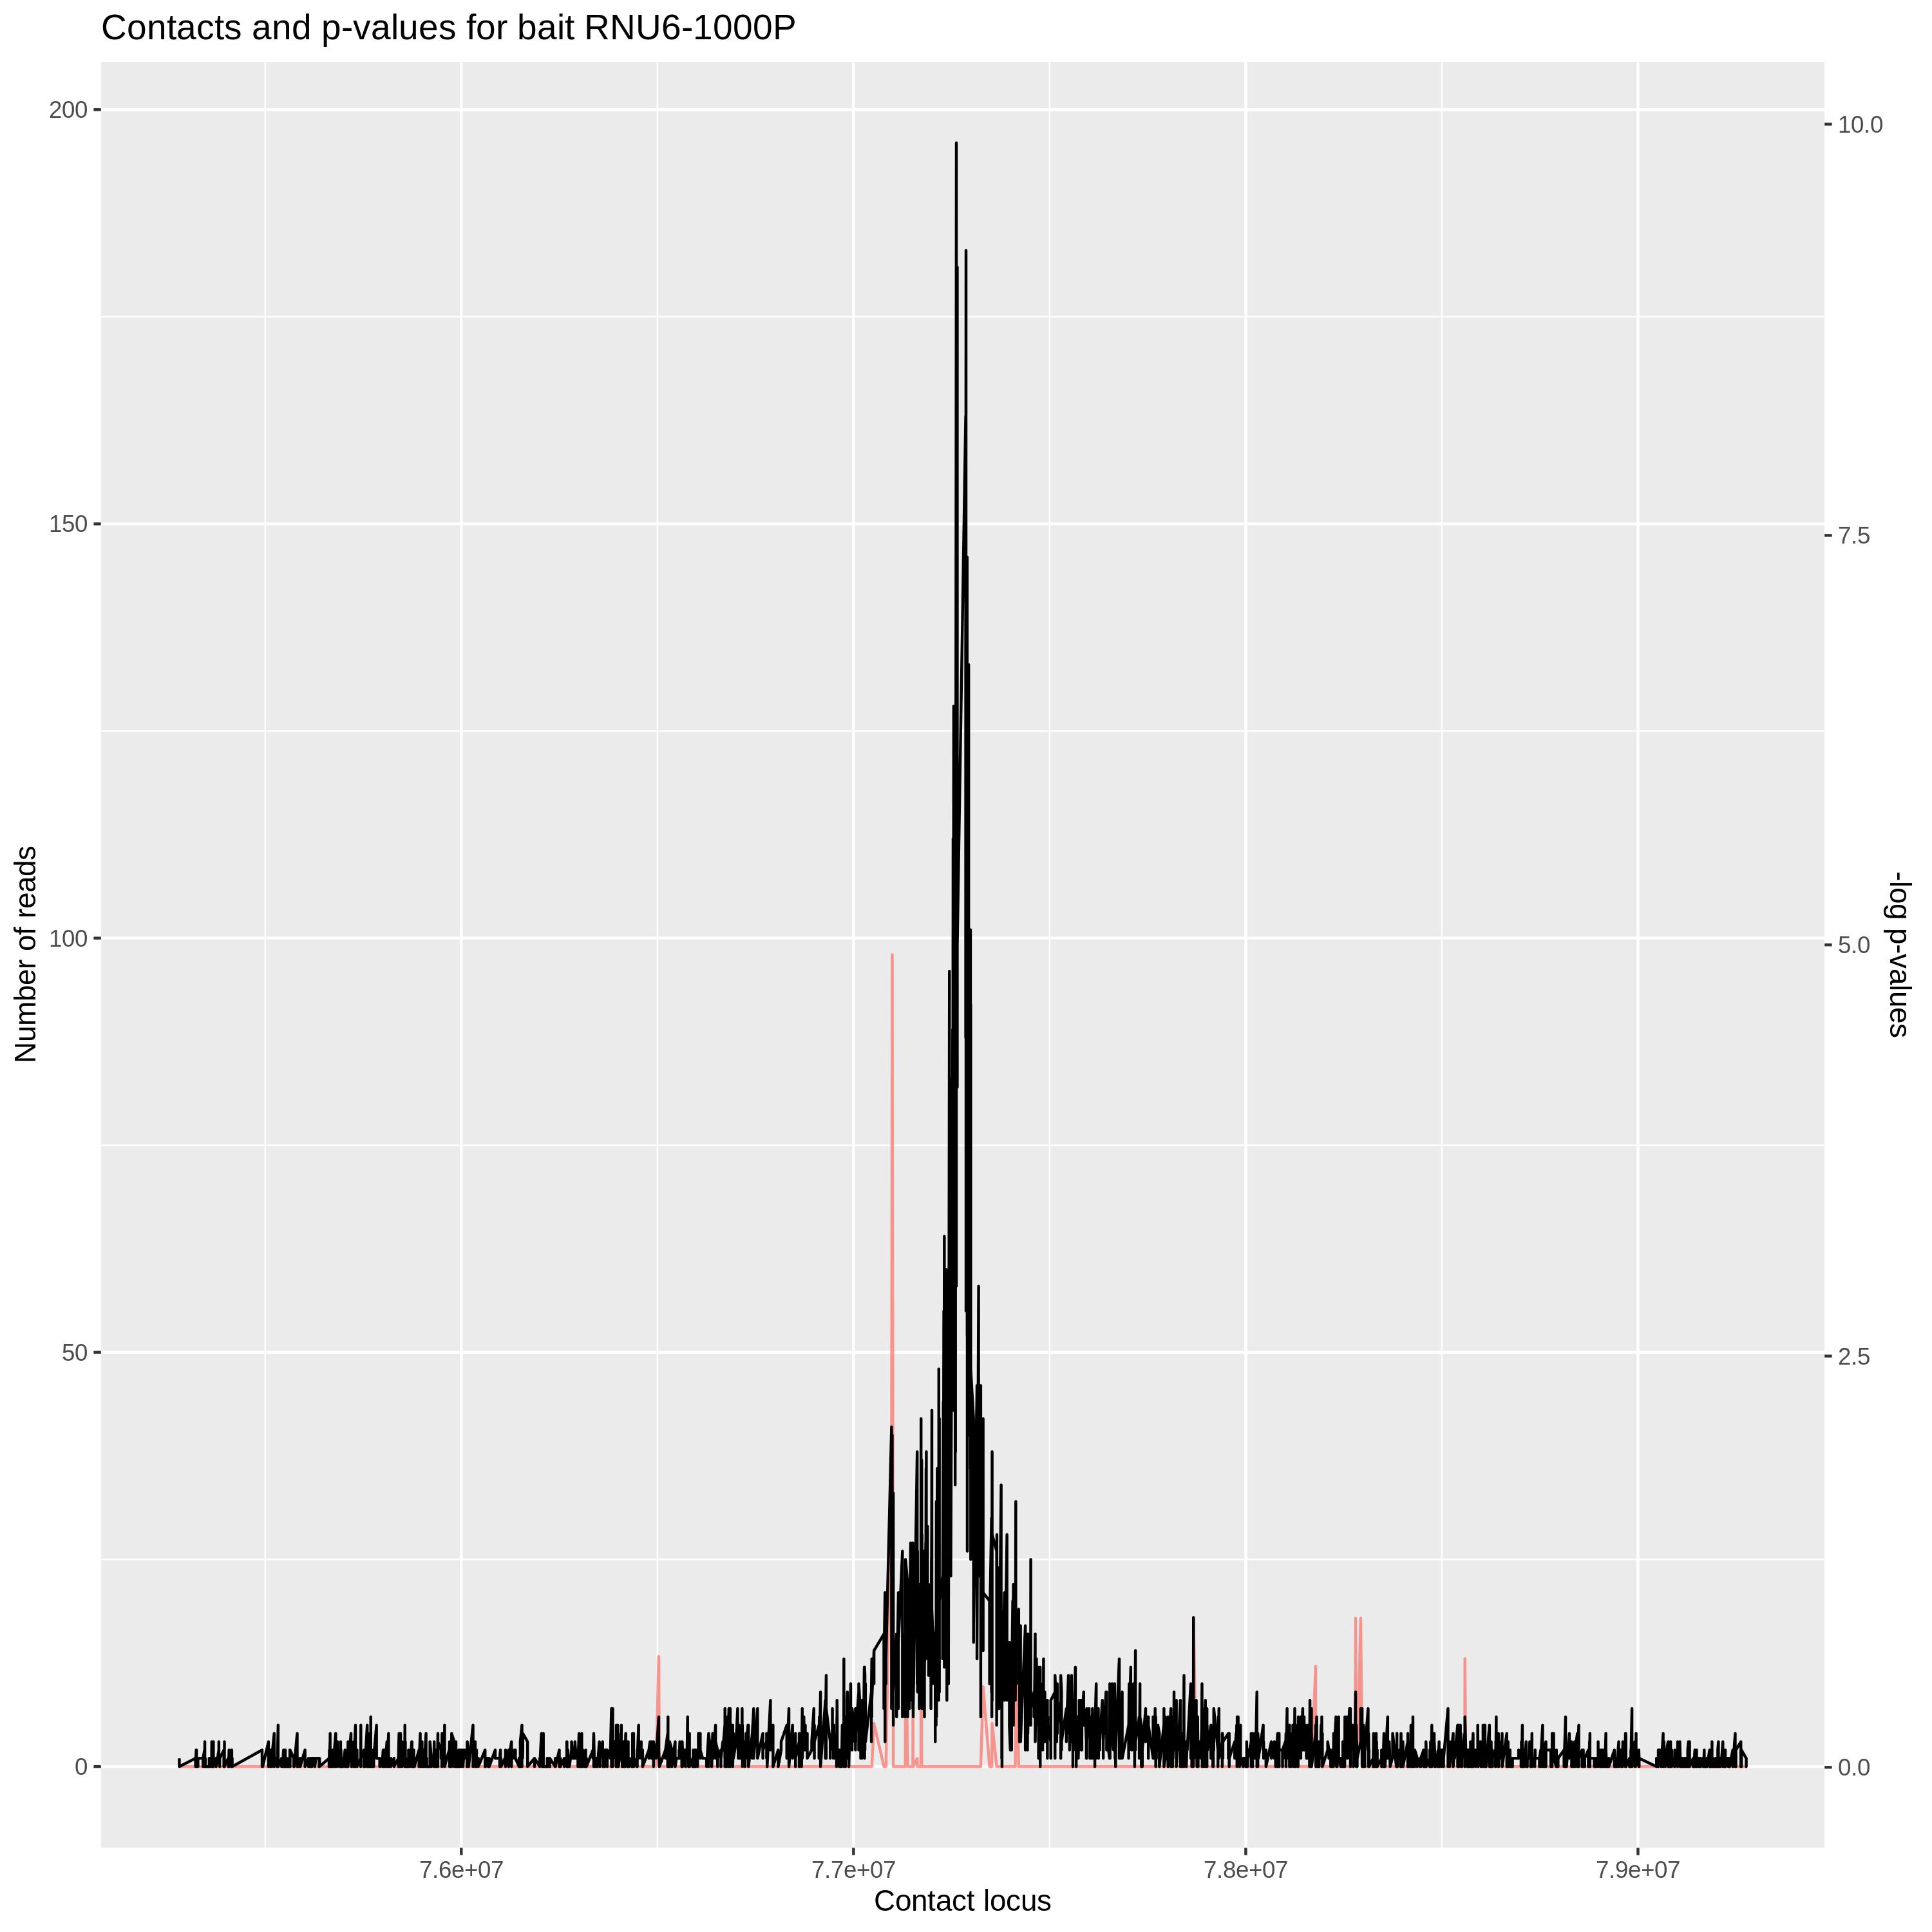 Contacts and p-values for bait RNU6-1000P
200
150
100
50
0
Number of reads
10.0
7.5
5.0
2.5
0.0
-log p-values
7.6e+07
7.7e+07
7.8e+07
7.9e+07
Contact locus